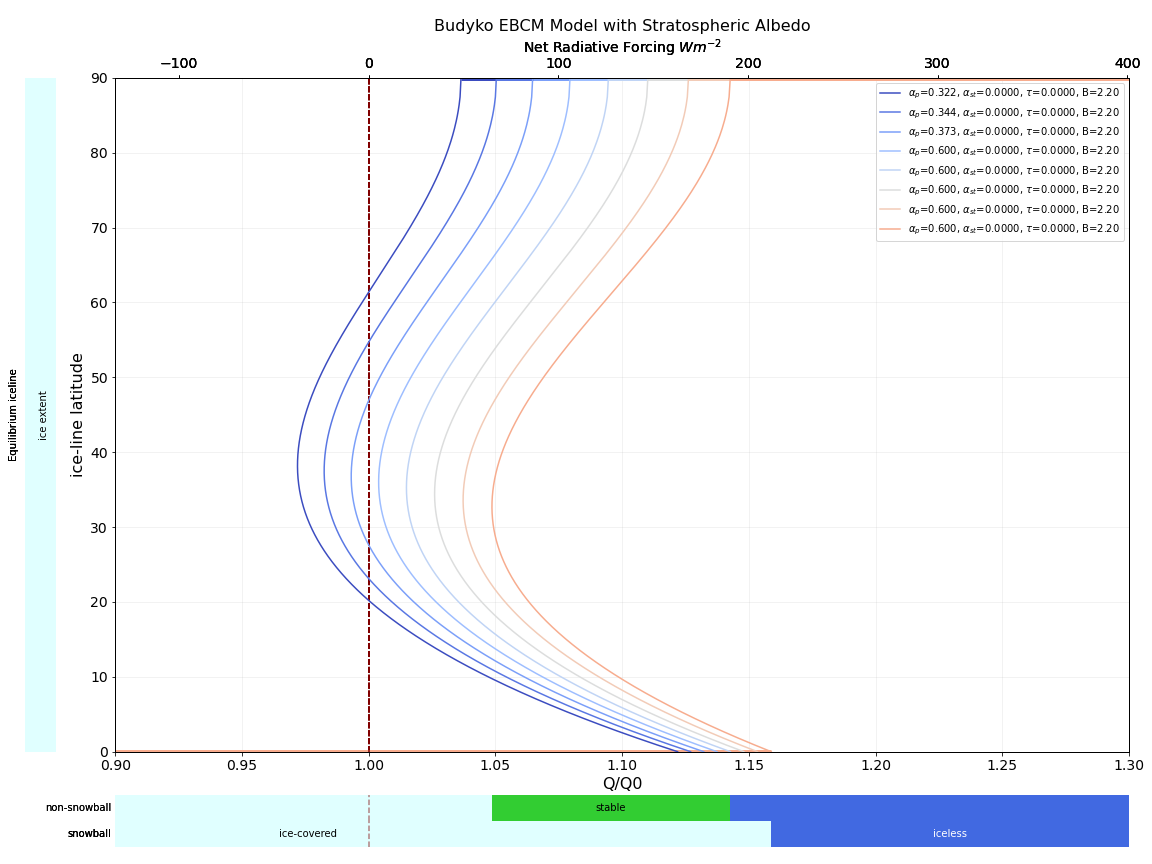 Budyko EBCM Model with Stratospheric Albedo
Net Radiative Forcing Wm⁻²
−100 0 100 200 300 400
90
80
70
60
50
40
30
20
10
0
ice-line latitude
Equilibrium iceline
ice extent
αₚ=0.322, αₛₜ=0.0000, τ=0.0000, B=2.20
αₚ=0.344, αₛₜ=0.0000, τ=0.0000, B=2.20
αₚ=0.373, αₛₜ=0.0000, τ=0.0000, B=2.20
αₚ=0.600, αₛₜ=0.0000, τ=0.0000, B=2.20
αₚ=0.600, αₛₜ=0.0000, τ=0.0000, B=2.20
αₚ=0.600, αₛₜ=0.0000, τ=0.0000, B=2.20
αₚ=0.600, αₛₜ=0.0000, τ=0.0000, B=2.20
αₚ=0.600, αₛₜ=0.0000, τ=0.0000, B=2.20
0.90 0.95 1.00 1.05 1.10 1.15 1.20 1.25 1.30
Q/Q0
non-snowball stable
snowball ice-covered iceless